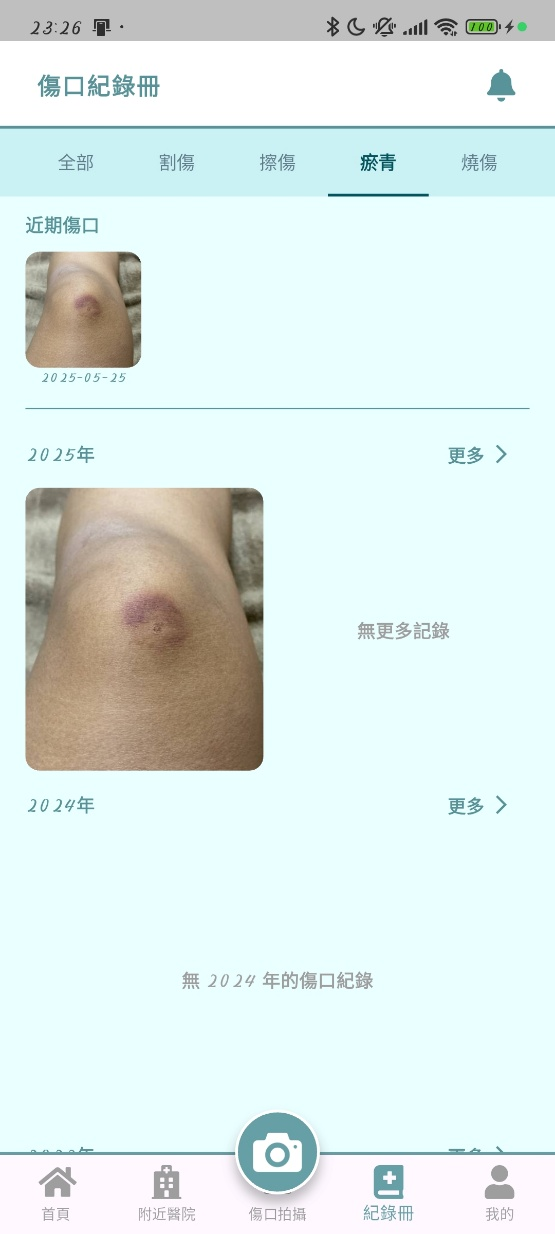 23:26
100
傷口紀錄冊
全部 割傷 擦傷 瘀青 燒傷
近期傷口
2025-05-25
2025年 更多
無更多記錄
2024年 更多
無 2024 年的傷口紀錄
首頁 附近醫院 傷口拍攝 紀錄冊 我的